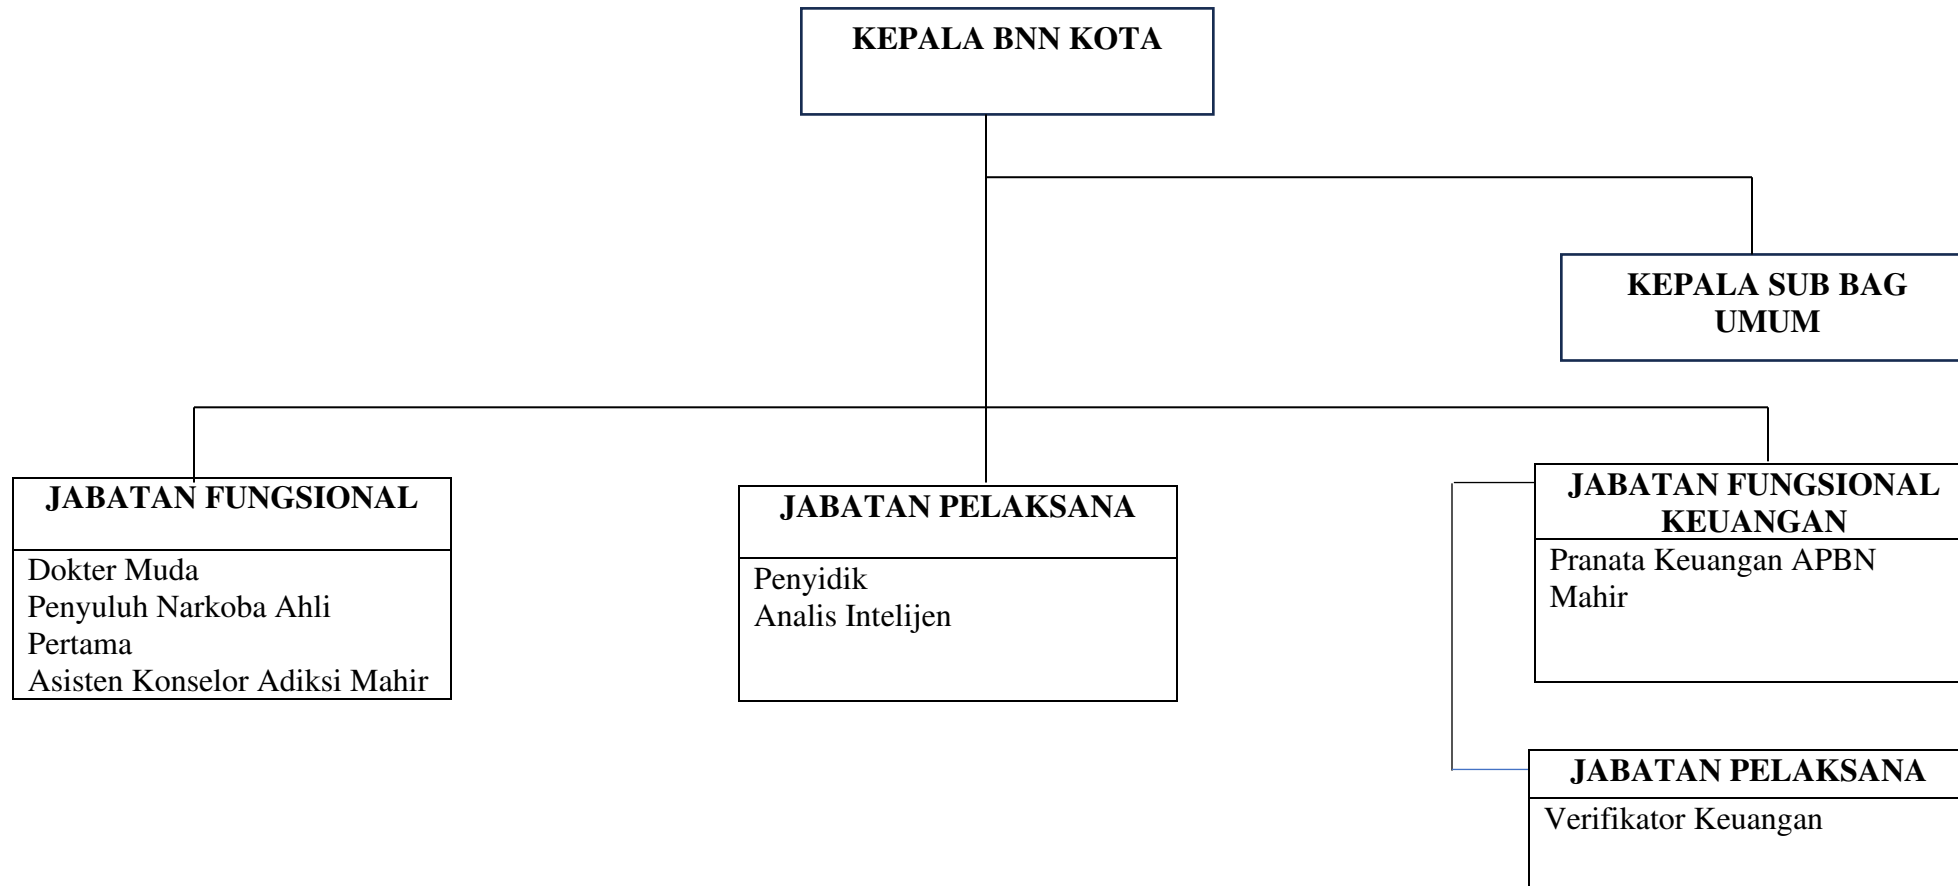 KEPALA BNN KOTA
KEPALA SUB BAG
UMUM
JABATAN FUNGSIONAL
Dokter Muda
Penyuluh Narkoba Ahli
Pertama
Asisten Konselor Adiksi Mahir
JABATAN PELAKSANA
Penyidik
Analis Intelijen
JABATAN FUNGSIONAL
KEUANGAN
Pranata Keuangan APBN
Mahir
JABATAN PELAKSANA
Verifikator Keuangan